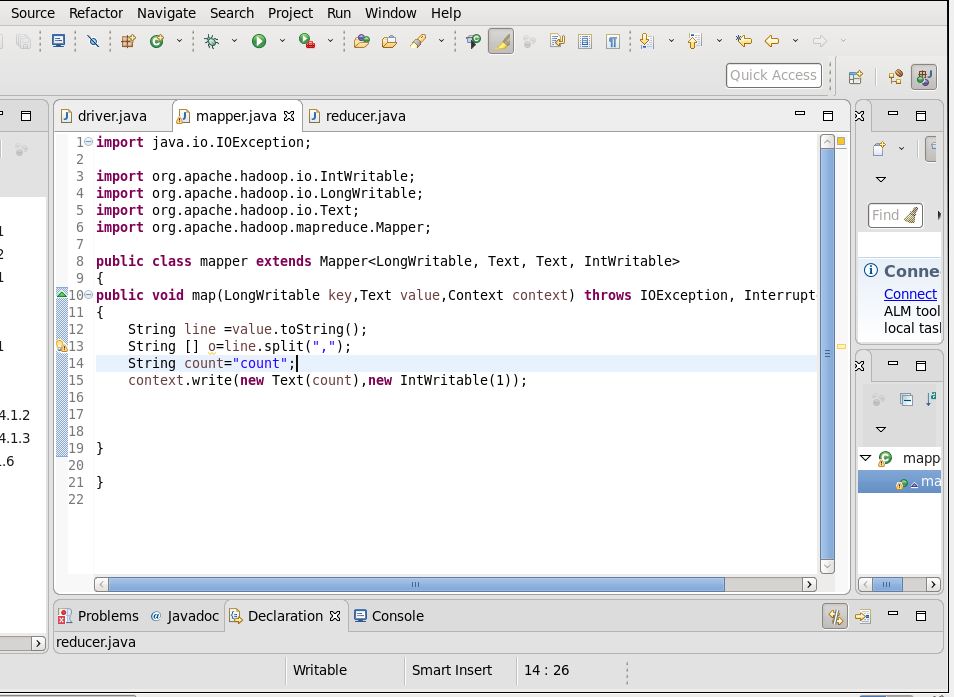 Source Refactor Navigate Search Project Run Window Help
Quick Access
driver.java mapper.java reducer.java
1 import java.io.IOException;
2
3 import org.apache.hadoop.io.IntWritable;
4 import org.apache.hadoop.io.LongWritable;
5 import org.apache.hadoop.io.Text;
6 import org.apache.hadoop.mapreduce.Mapper;
7
8 public class mapper extends Mapper<LongWritable, Text, Text, IntWritable>
9 {
10 public void map(LongWritable key,Text value,Context context) throws IOException, Interrupt
11 {
12 String line =value.toString();
13 String [] o=line.split(",");
14 String count="count";
15 context.write(new Text(count),new IntWritable(1));
16
17
18
19 }
20
21 }
22
1
2
1
1
4.1.2
4.1.3
.6
Find
Conne
Connect
ALM tool
local tas
mapp
ma
Problems Javadoc Declaration Console
reducer.java
Writable Smart Insert 14 : 26